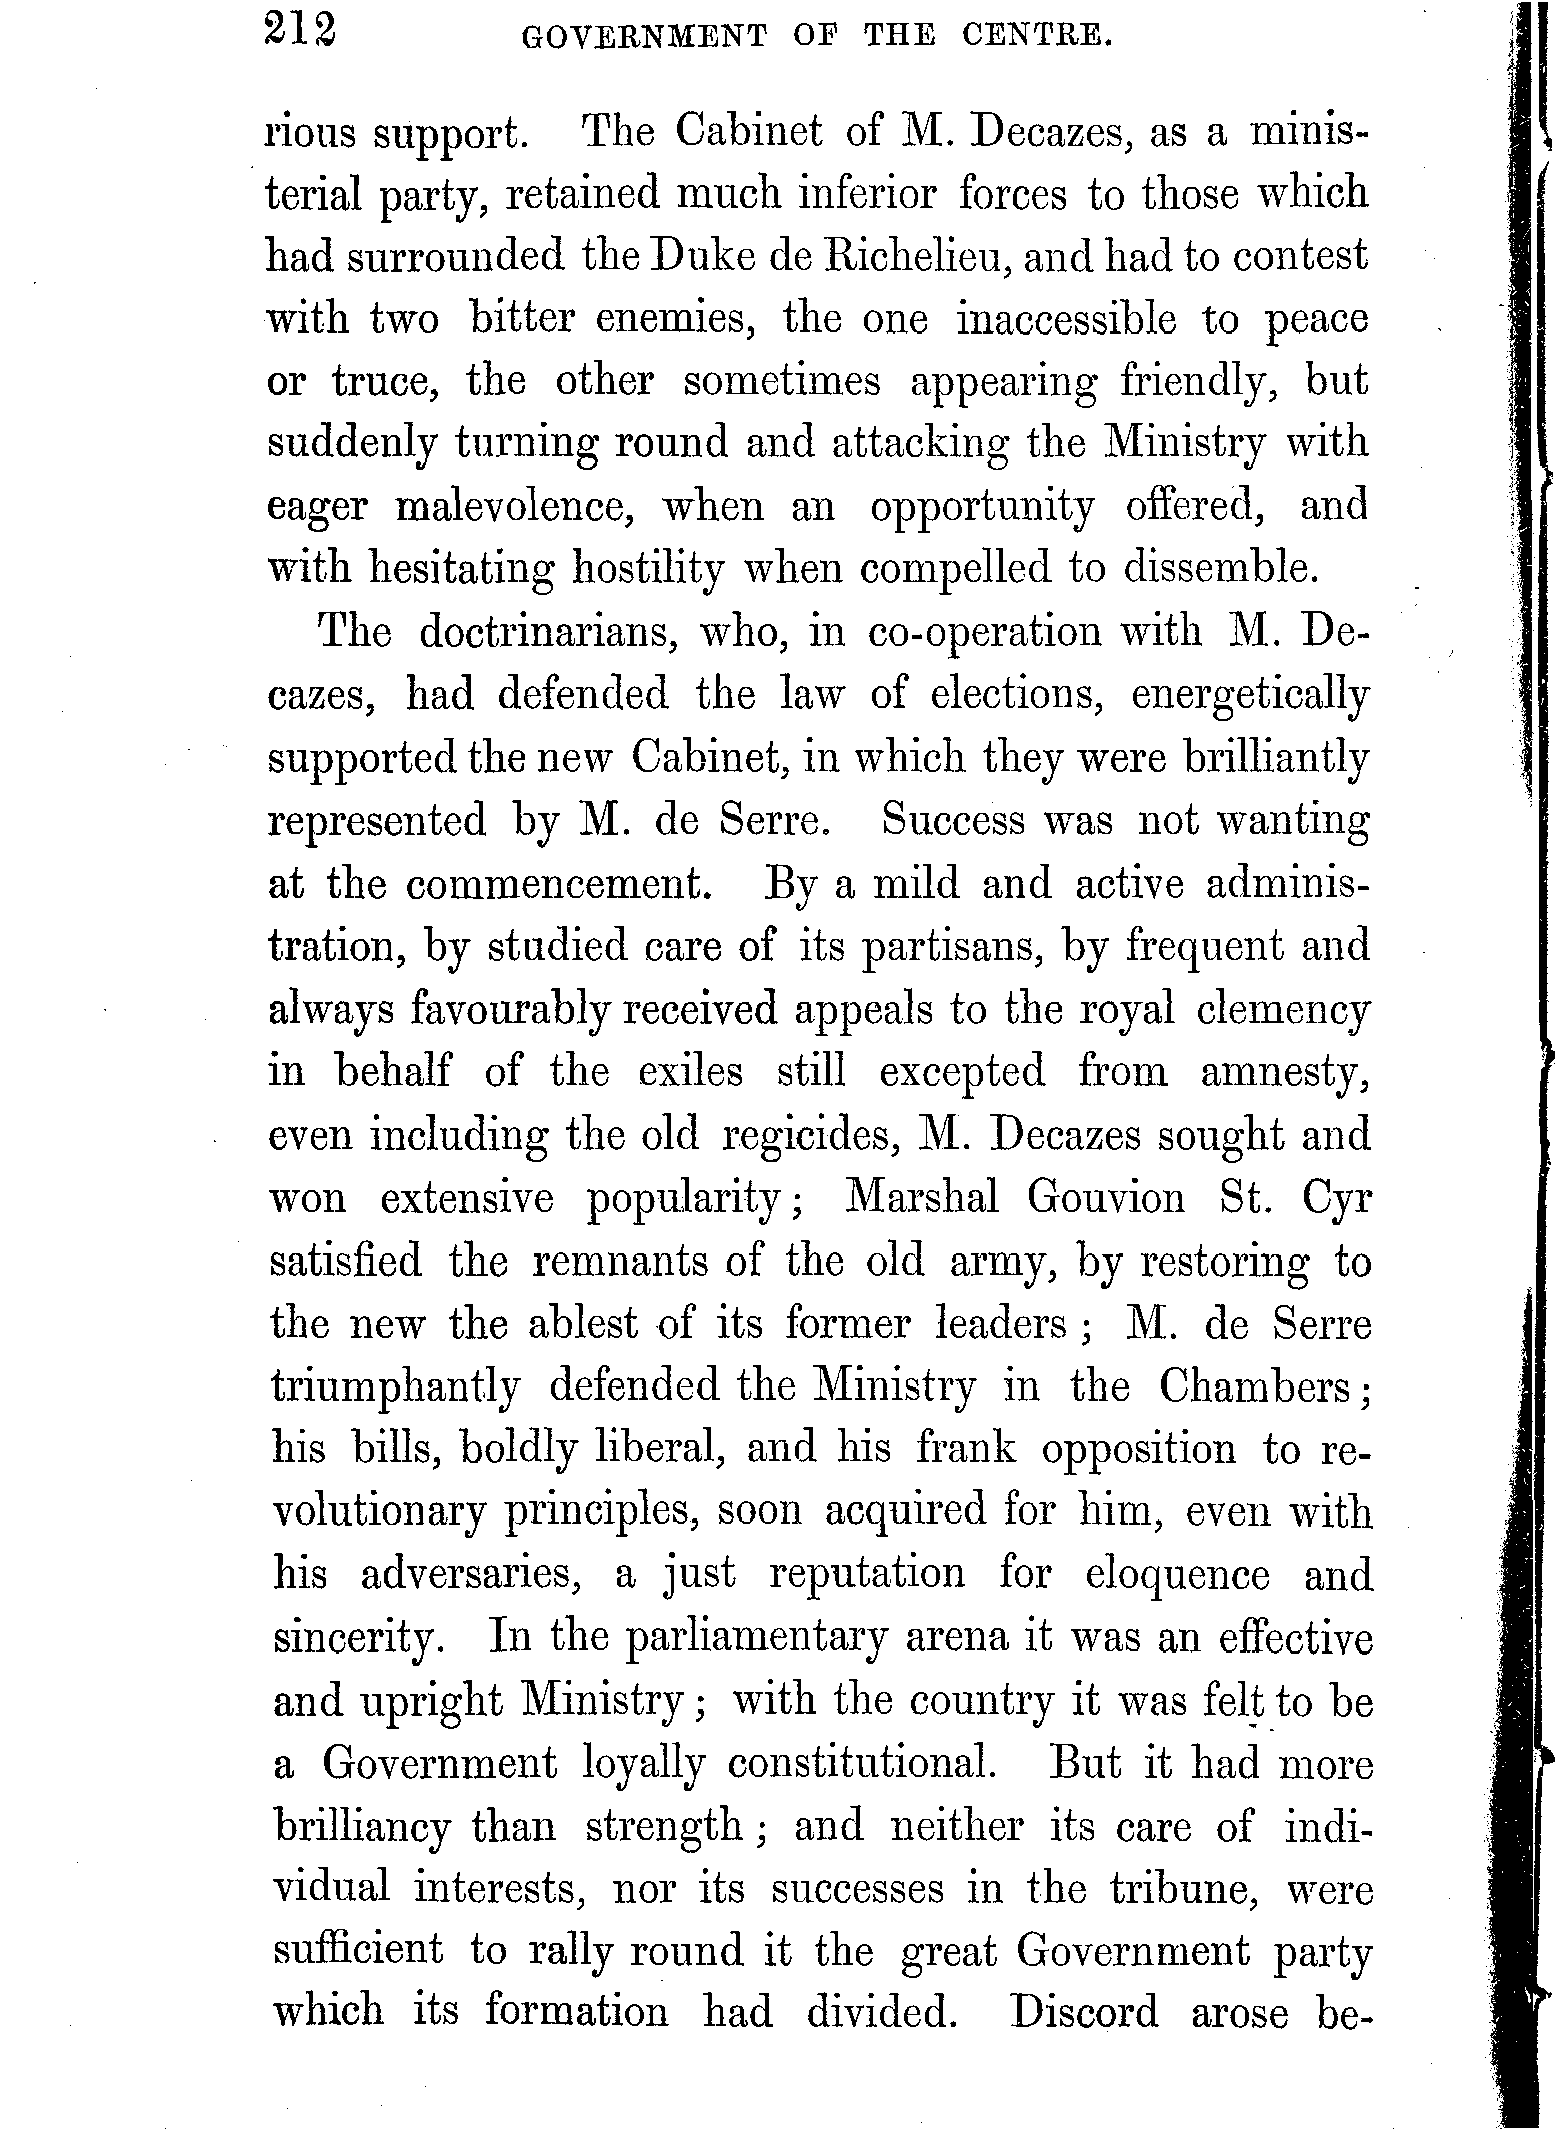 212 GOVERNMENT OF THE CENTRE.
rious support. The Cabinet of M. Decazes, as a minis-
terial party, retained much inferior forces to those which
had surrounded the Duke de Richelieu, and had to contest
with two bitter enemies, the one inaccessible to peace
or truce, the other sometimes appearing friendly, but
suddenly turning round and attacking the Ministry with
eager malevolence, when an opportunity offered, and
with hesitating hostility when compelled to dissemble.
The doctrinarians, who, in co-operation with M. De-
cazes, had defended the law of elections, energetically
supported the new Cabinet, in which they were brilliantly
represented by M. de Serre. Success was not wanting
at the commencement. By a mild and active adminis-
tration, by studied care of its partisans, by frequent and
always favourably received appeals to the royal clemency
in behalf of the exiles still excepted from amnesty,
even including the old regicides, M. Decazes sought and
won extensive popularity; Marshal Gouvion St. Cyr
satisfied the remnants of the old army, by restoring to
the new the ablest of its former leaders; M. de Serre
triumphantly defended the Ministry in the Chambers;
his bills, boldly liberal, and his frank opposition to re-
volutionary principles, soon acquired for him, even with
his adversaries, a just reputation for eloquence and
sincerity. In the parliamentary arena it was an effective
and upright Ministry; with the country it was felt to be
a Government loyally constitutional. But it had more
brilliancy than strength; and neither its care of indi-
vidual interests, nor its successes in the tribune, were
sufficient to rally round it the great Government party
which its formation had divided. Discord arose be-